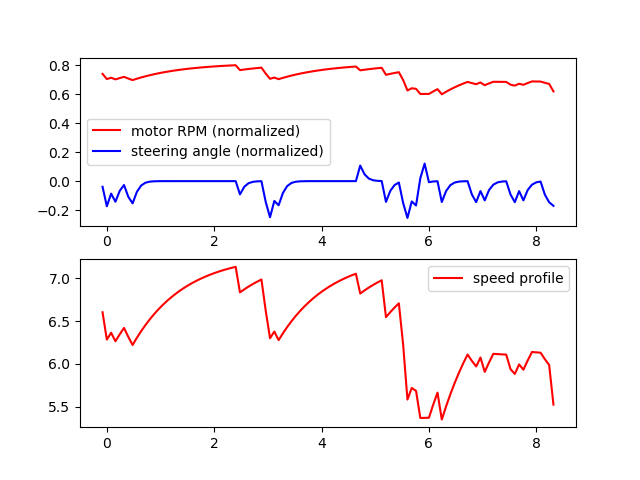 0.8
0.6
0.4
motor RPM (normalized)
steering angle (normalized)
0.2
0.0
−0.2
0 2 4 6 8
7.0
speed profile
6.5
6.0
5.5
0 2 4 6 8